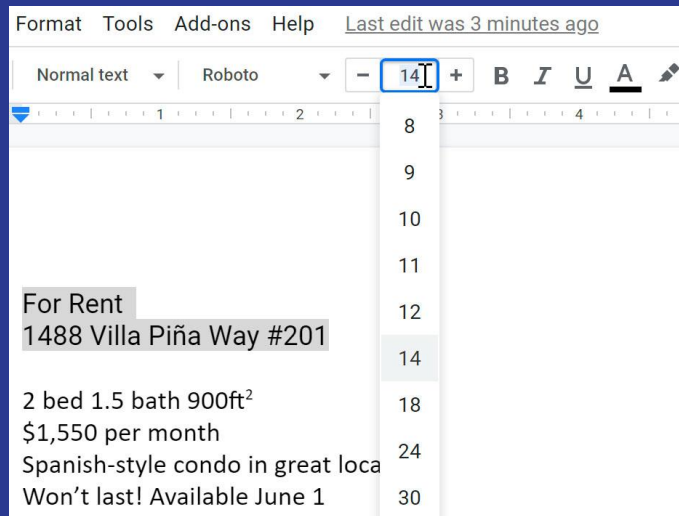 Format Tools Add-ons Help Last edit was 3 minutes ago
Normal text Roboto − 14 + B I U A
1 2 3 4
8
9
10
11
12
14
18
24
30
For Rent
1488 Villa Piña Way #201
2 bed 1.5 bath 900ft²
$1,550 per month
Spanish-style condo in great loca
Won’t last! Available June 1